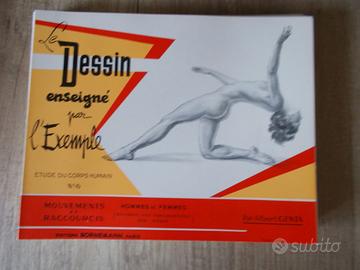 Le
Dessin
enseigné
par
l'Exemple
ETUDE DU CORPS HUMAIN
MOUVEMENTS
ET
RACCOURCIS
HOMMES et FEMMES
Par Albert GENTA
EDITIONS BORNEMANN PARIS
subito